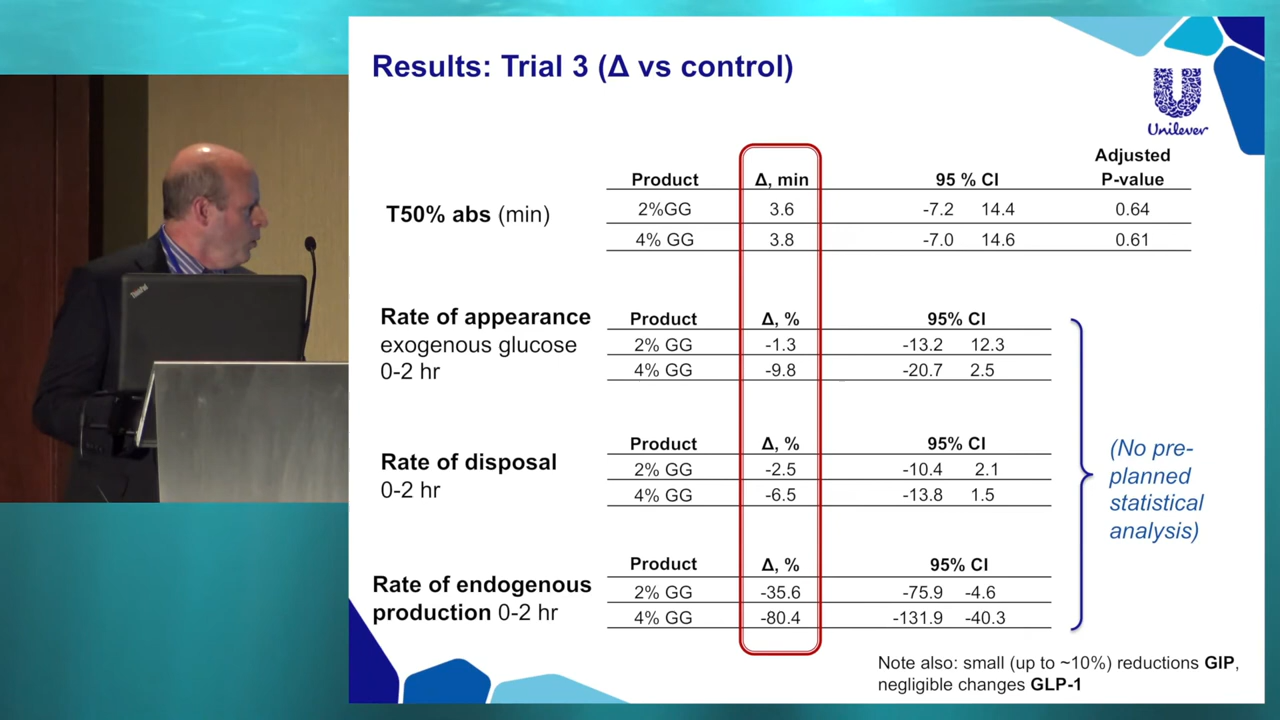 Results: Trial 3 (Δ vs control)
Unilever
Product Δ, min 95 % CI Adjusted P-value
T50% abs (min)
2%GG 3.6 -7.2 14.4 0.64
4% GG 3.8 -7.0 14.6 0.61
Rate of appearance
exogenous glucose
0-2 hr
Product Δ, % 95% CI
2% GG -1.3 -13.2 12.3
4% GG -9.8 -20.7 2.5
Rate of disposal
0-2 hr
Product Δ, % 95% CI
2% GG -2.5 -10.4 2.1
4% GG -6.5 -13.8 1.5
(No pre-
planned
statistical
analysis)
Rate of endogenous
production 0-2 hr
Product Δ, % 95% CI
2% GG -35.6 -75.9 -4.6
4% GG -80.4 -131.9 -40.3
Note also: small (up to ~10%) reductions GIP,
negligible changes GLP-1
ThinkPad